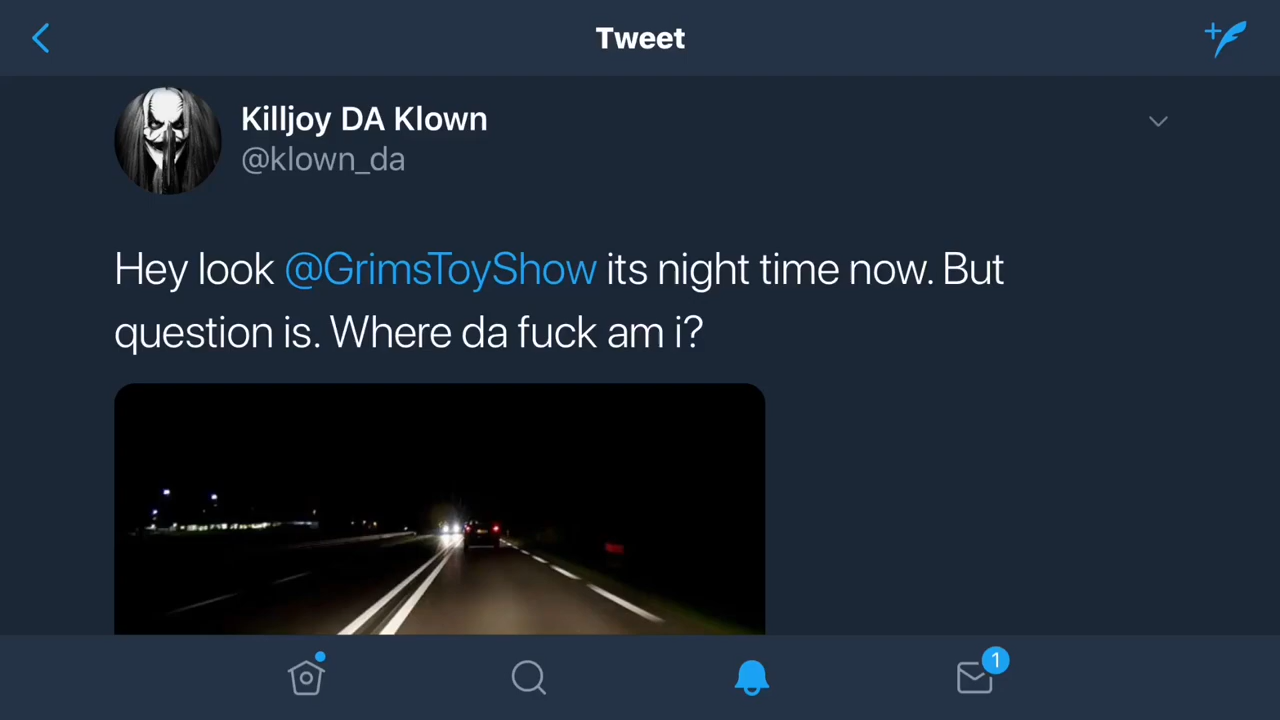 Tweet
Killjoy DA Klown
@klown_da
Hey look @GrimsToyShow its night time now. But
question is. Where da fuck am i?
1